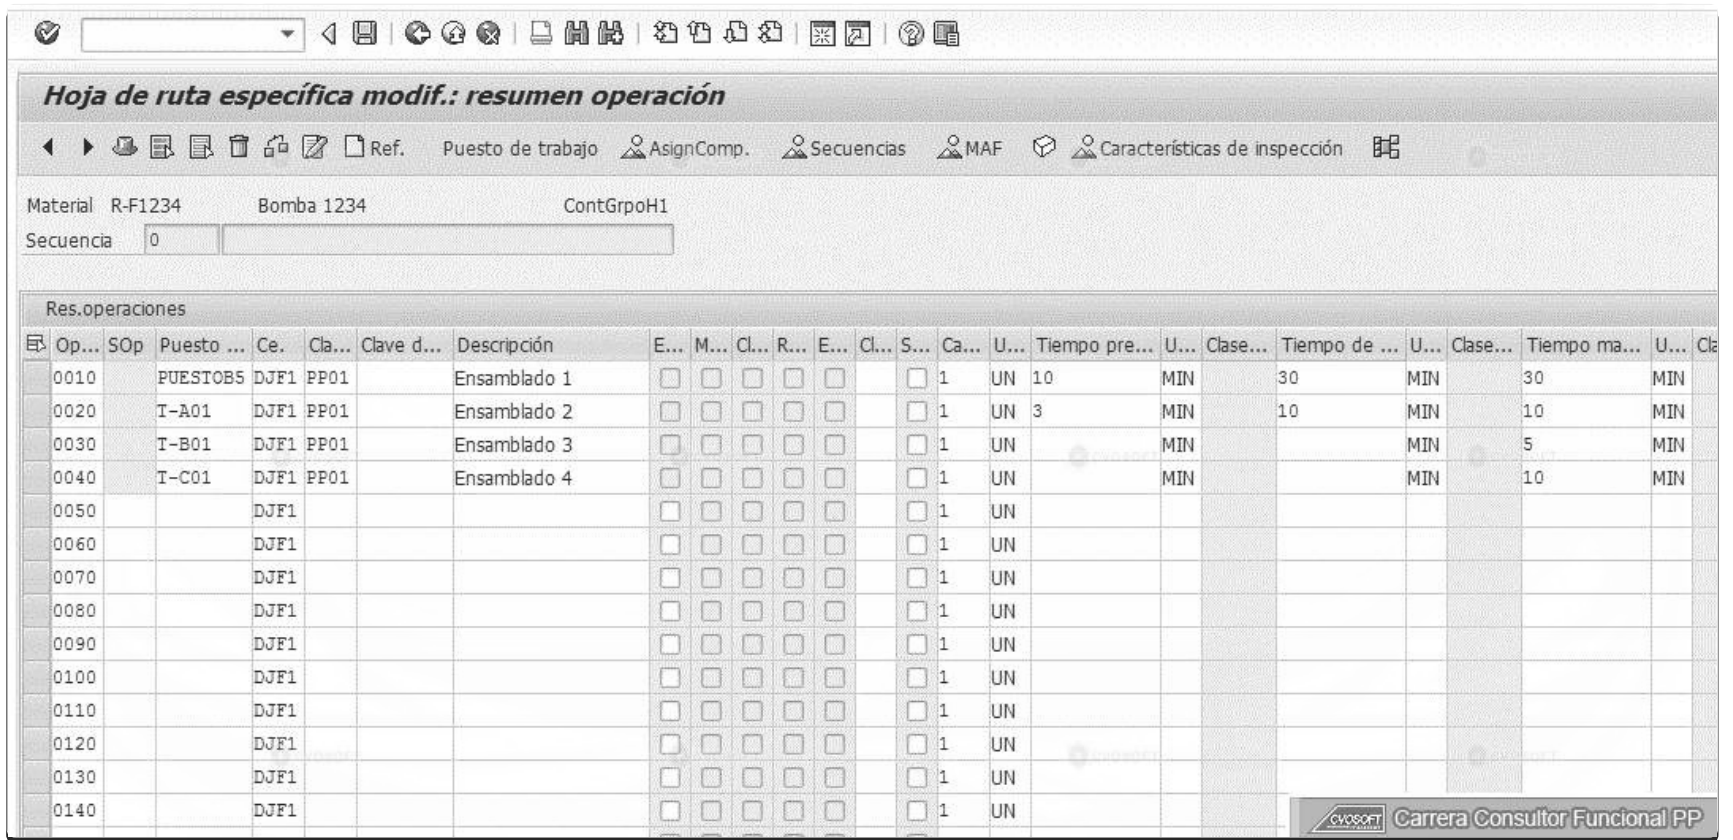 Hoja de ruta específica modif.: resumen operación
Ref. Puesto de trabajo AsignComp. Secuencias MAF Características de inspección
Material R-F1234 Bomba 1234 ContGrpoH1
Secuencia 0
Res.operaciones
Op... SOp Puesto ... Ce. Cla... Clave d... Descripción E... M... Cl... R... E... Cl... S... Ca... U... Tiempo pre... U... Clase... Tiempo de ... U... Clase... Tiempo ma... U... Cla
0010 PUESTOB5 DJF1 PP01 Ensamblado 1 1 UN 10 MIN 30 MIN 30 MIN
0020 T-A01 DJF1 PP01 Ensamblado 2 1 UN 3 MIN 10 MIN 10 MIN
0030 T-B01 DJF1 PP01 Ensamblado 3 1 UN MIN MIN 5 MIN
0040 T-C01 DJF1 PP01 Ensamblado 4 1 UN MIN MIN 10 MIN
0050 DJF1 1 UN
0060 DJF1 1 UN
0070 DJF1 1 UN
0080 DJF1 1 UN
0090 DJF1 1 UN
0100 DJF1 1 UN
0110 DJF1 1 UN
0120 DJF1 1 UN
0130 DJF1 1 UN
0140 DJF1 1 UN
CVOSOFT Carrera Consultor Funcional PP